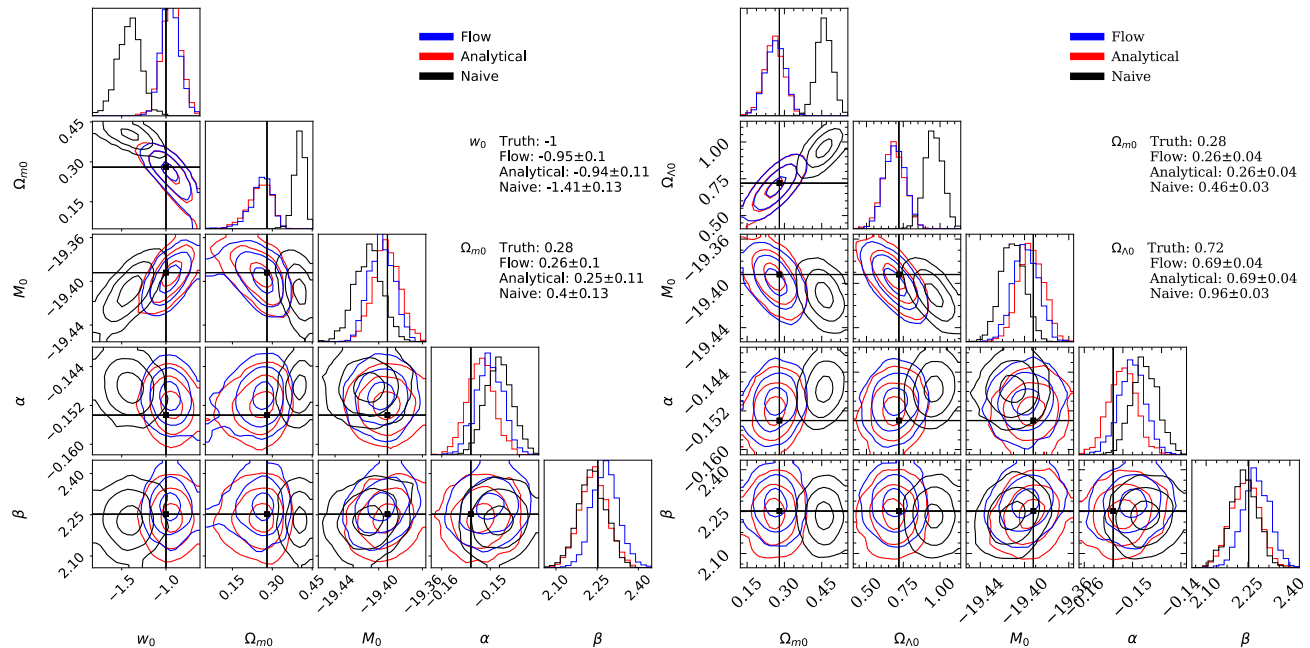 Flow
Analytical
Naive
w₀ Truth: -1
Flow: -0.95±0.1
Analytical: -0.94±0.11
Naive: -1.41±0.13
Ωm0 Truth: 0.28
Flow: 0.26±0.1
Analytical: 0.25±0.11
Naive: 0.4±0.13
Ωm0
0.45
0.30
0.15
M₀
−19.36
−19.40
−19.44
α
−0.144
−0.152
−0.160
β
2.40
2.25
2.10
−1.5 −1.0
0.15 0.30 0.45
−19.44 −19.40 −19.36
−0.16 −0.15
2.10 2.25 2.40
w₀ Ωm0 M₀ α β
Flow
Analytical
Naive
Ωm0 Truth: 0.28
Flow: 0.26±0.04
Analytical: 0.26±0.04
Naive: 0.46±0.03
ΩΛ0 Truth: 0.72
Flow: 0.69±0.04
Analytical: 0.69±0.04
Naive: 0.96±0.03
ΩΛ0
1.00
0.75
0.50
M₀
−19.36
−19.40
−19.44
α
−0.144
−0.152
−0.160
β
2.40
2.25
2.10
0.15 0.30 0.45
0.50 0.75 1.00
−19.44 −19.40 −19.36
−0.16 −0.15 −0.14
2.10 2.25 2.40
Ωm0 ΩΛ0 M₀ α β